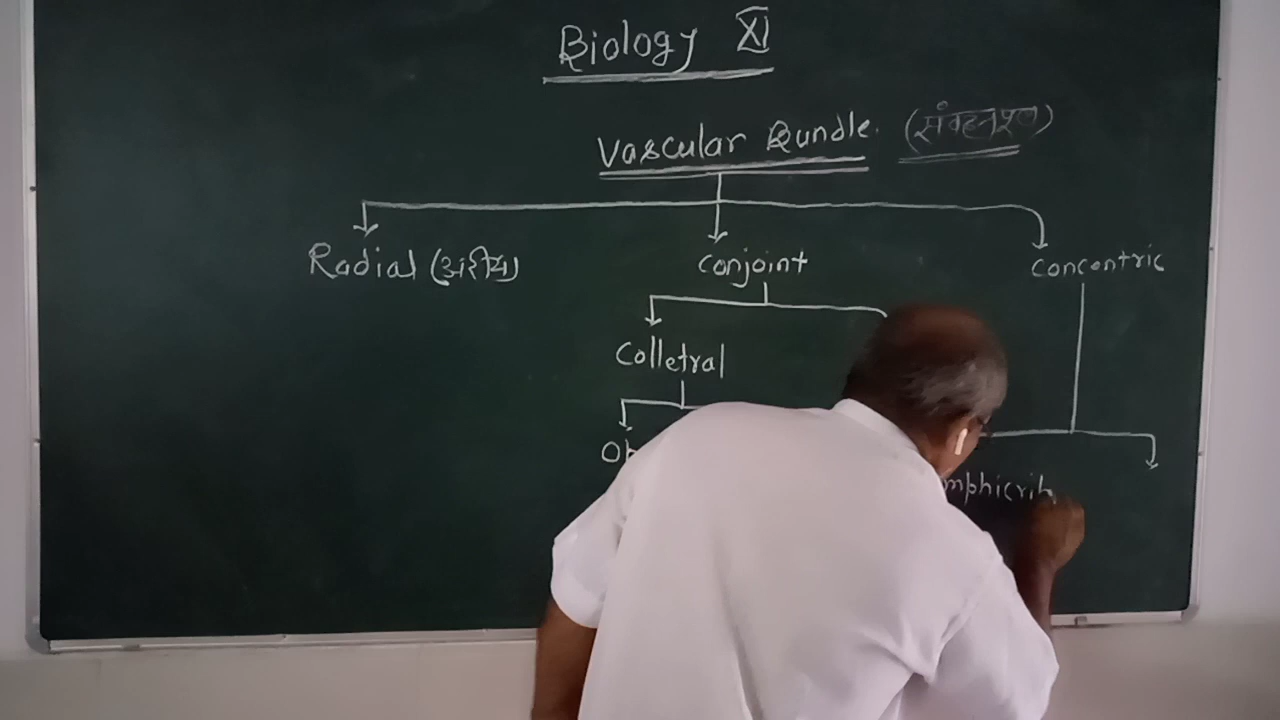 Biology XI
Vascular Bundle. (संवहनपूल)
Radial (अरीय) Conjoint Concentric
Colletral